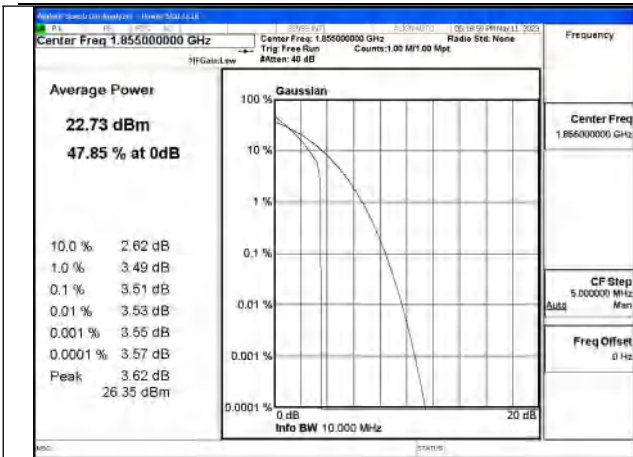 Center Freq 1.855000000 GHz
Center Freq: 1.855000000 GHz
Radio Std: None
Trig: Free Run
Counts:1.00 M/1.00 Mpt
#IFGain:Low
#Atten: 40 dB
Frequency
Average Power
22.73 dBm
47.85 % at 0dB
10.0 % 2.62 dB
1.0 % 3.49 dB
0.1 % 3.51 dB
0.01 % 3.53 dB
0.001 % 3.55 dB
0.0001 % 3.57 dB
Peak 3.62 dB
26.35 dBm
Gaussian
100 %
10 %
1 %
0.1 %
0.01 %
0.001 %
0.0001 %
0 dB
20 dB
Info BW 10.000 MHz
Center Freq
1.855000000 GHz
CF Step
5.000000 MHz
Auto Man
Freq Offset
0 Hz
MSG
STATUS